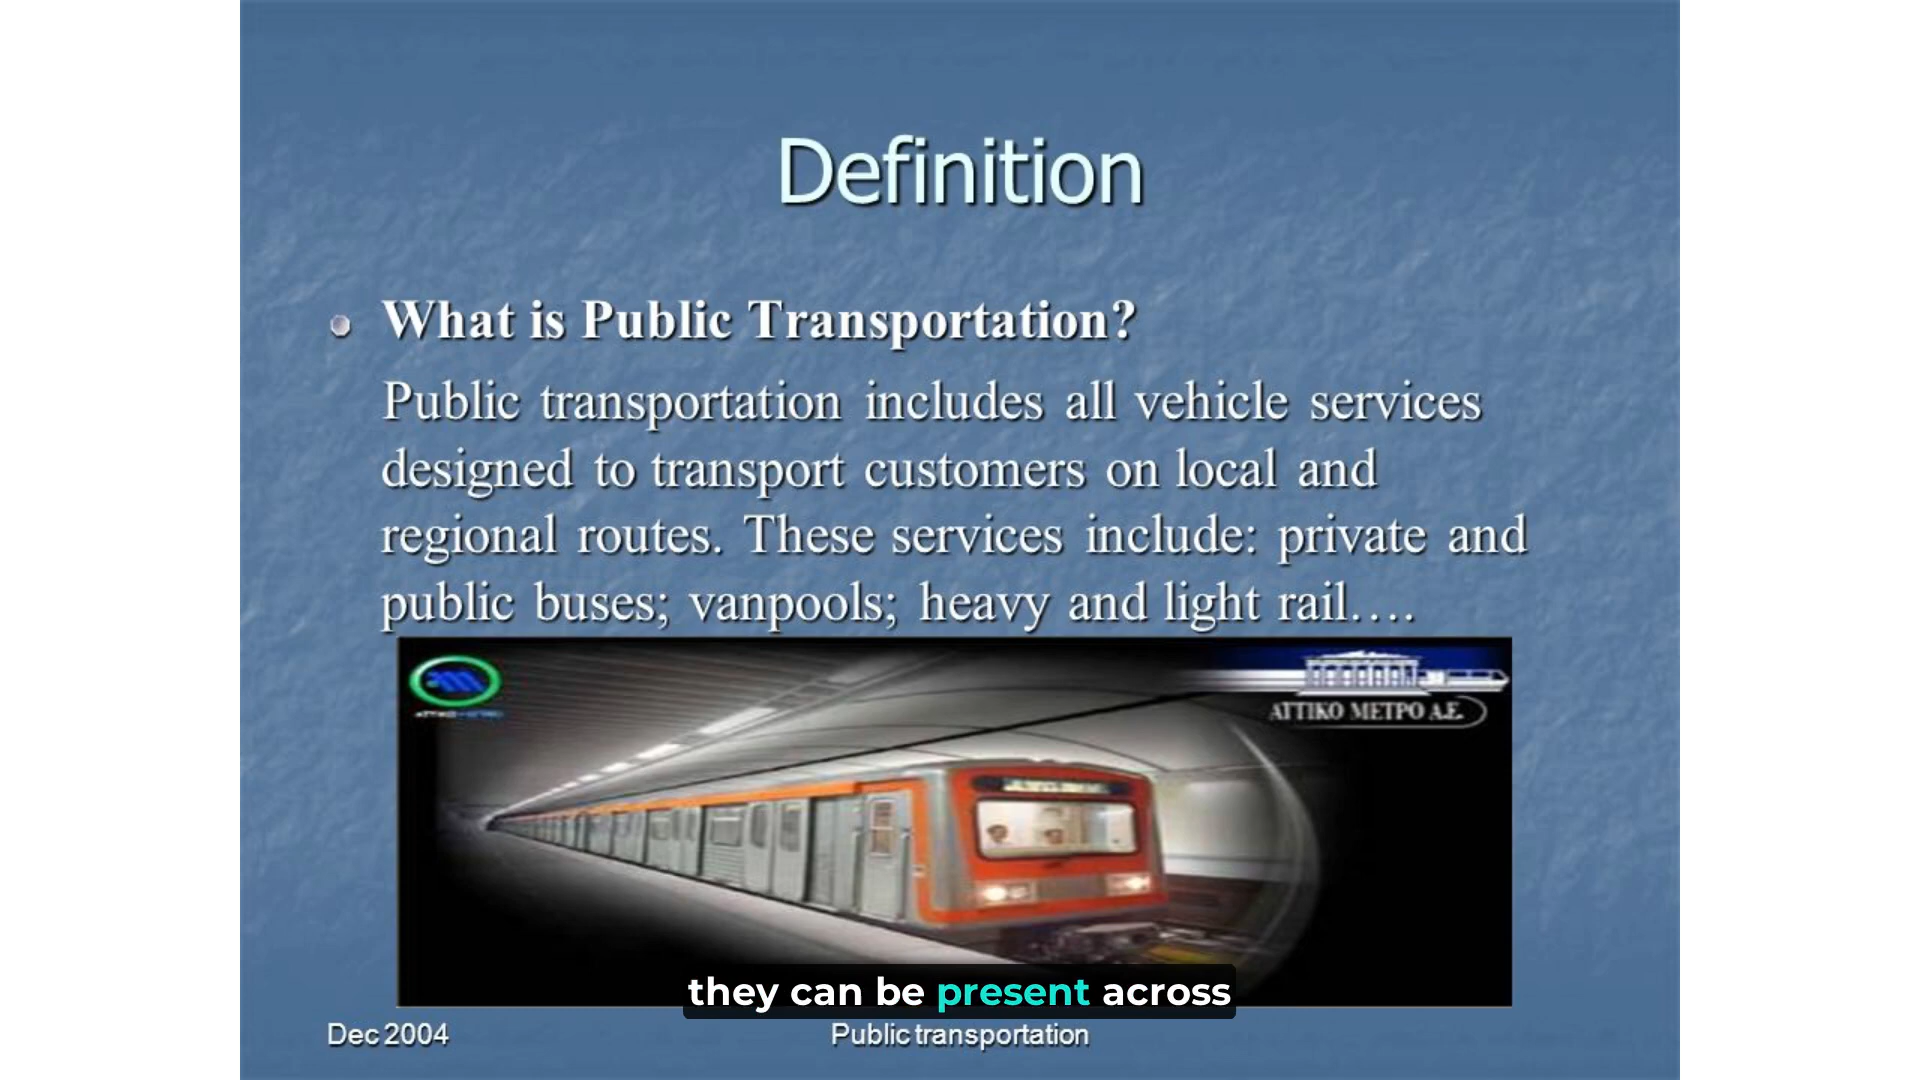 Definition
What is Public Transportation?
Public transportation includes all vehicle services
designed to transport customers on local and
regional routes. These services include: private and
public buses; vanpools; heavy and light rail….
ΑΤΤΙΚΟ ΜΕΤΡΟ Α.Ε.
they can be present across
Dec 2004
Public transportation